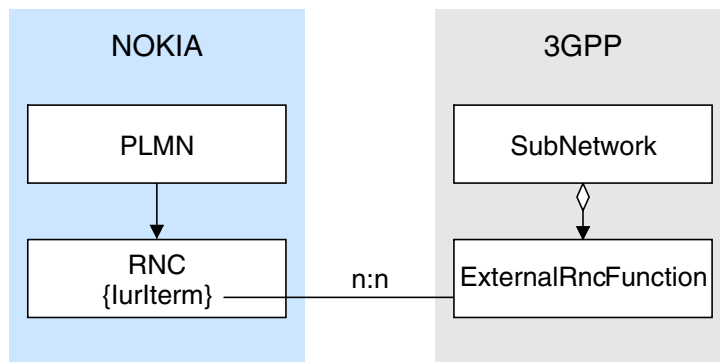 NOKIA
3GPP
PLMN
SubNetwork
RNC
{IurIterm}
n:n
ExternalRncFunction